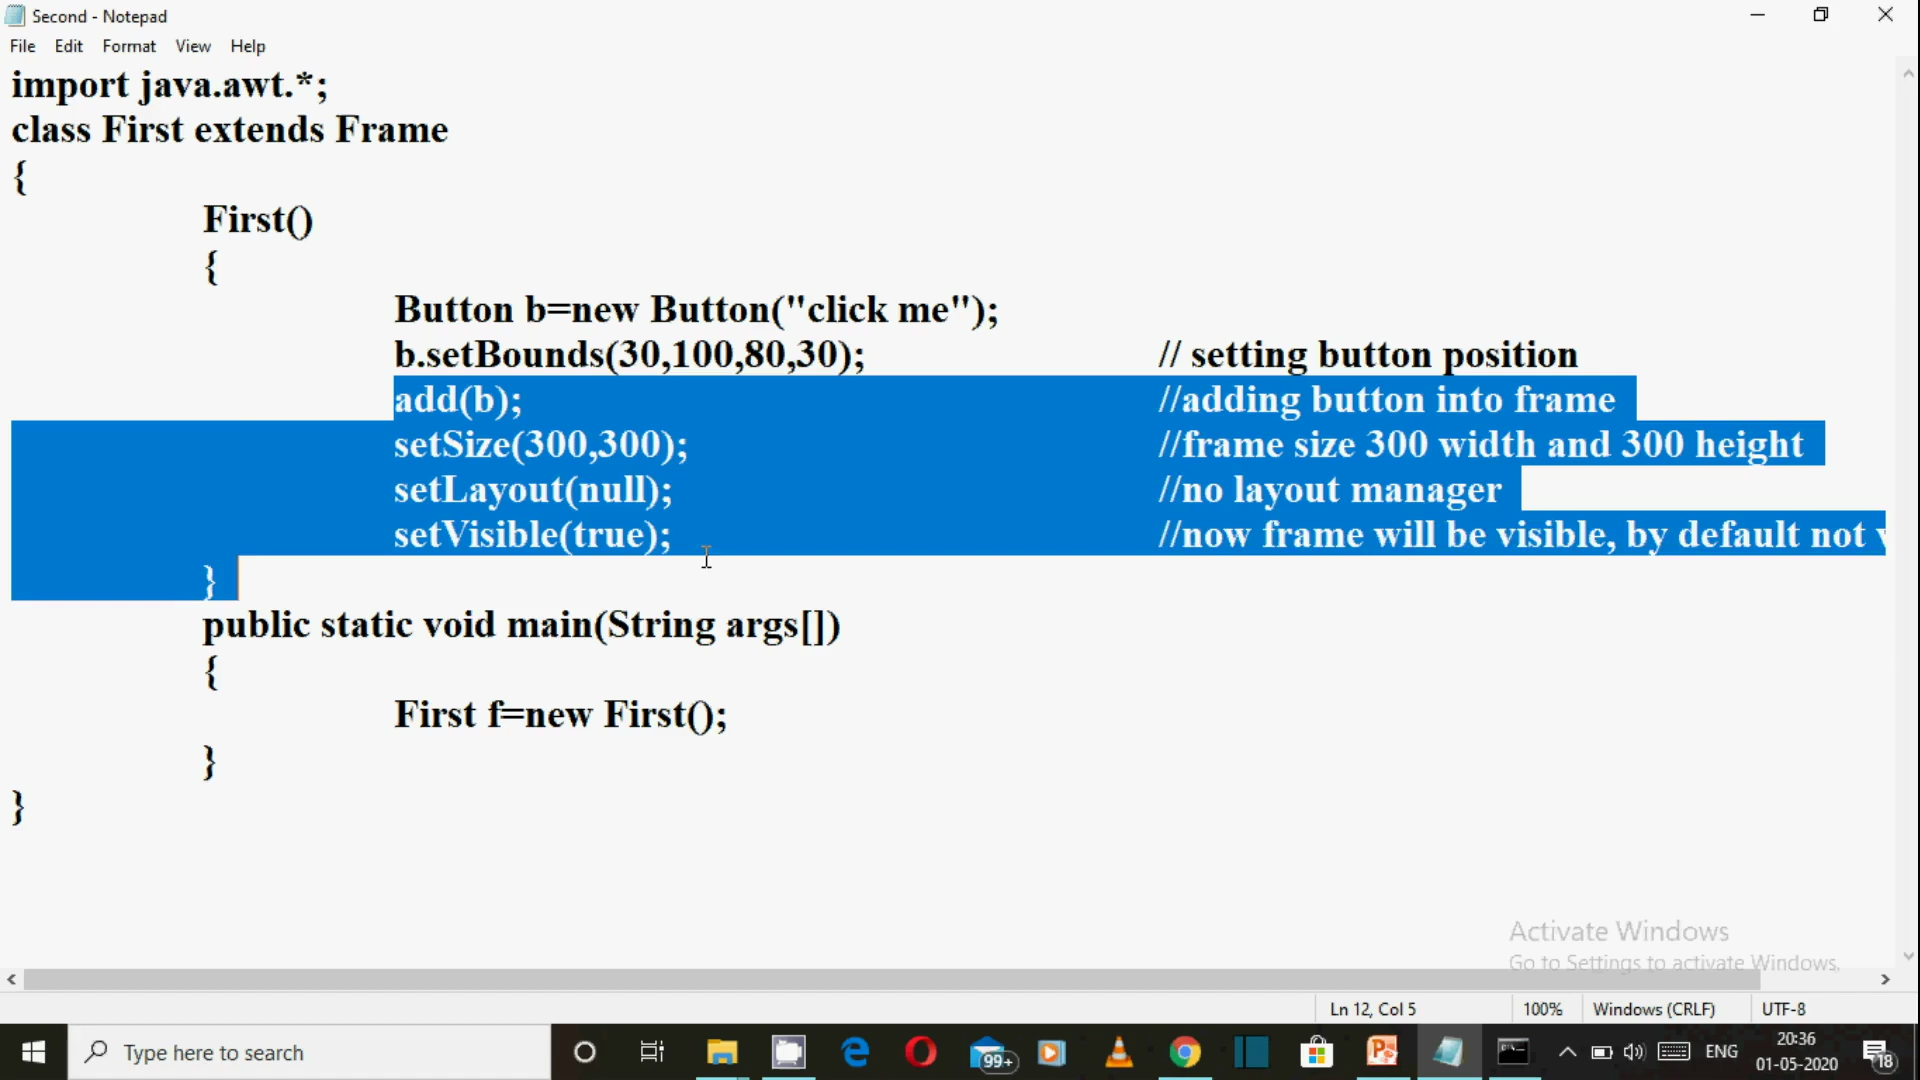 Second - Notepad
File Edit Format View Help
import java.awt.*;
class First extends Frame
{
First()
{
Button b=new Button("click me");
b.setBounds(30,100,80,30); // setting button position
add(b); //adding button into frame
setSize(300,300); //frame size 300 width and 300 height
setLayout(null); //no layout manager
setVisible(true); //now frame will be visible, by default not
}
public static void main(String args[])
{
First f=new First();
}
}
Activate Windows
Go to Settings to activate Windows.
Ln 12, Col 5 100% Windows (CRLF) UTF-8
Type here to search 99+ ENG 20:36 18
01-05-2020